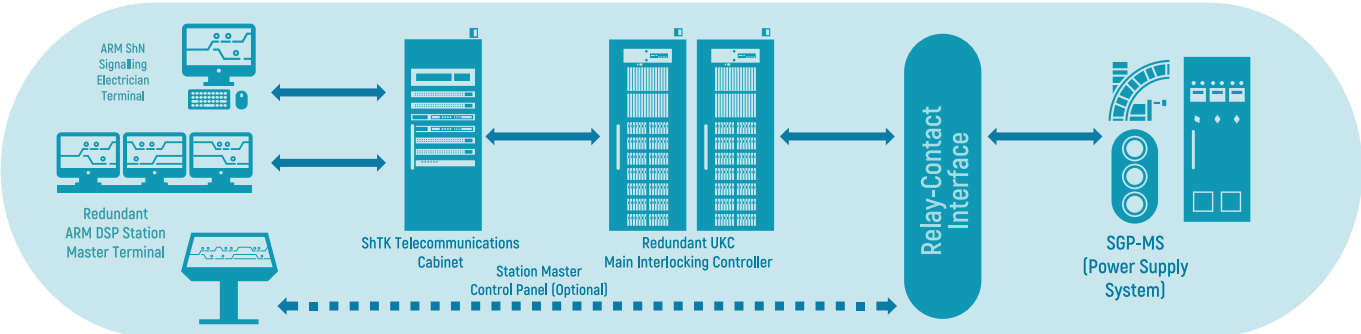 ARM ShN
Signalling
Electrician
Terminal
Redundant
ARM DSP Station
Master Terminal
ShTK Telecommunications
Cabinet
Station Master
Control Panel (Optional)
Redundant UKC
Main Interlocking Controller
Relay-Contact
Interface
SGP-MS
(Power Supply
System)